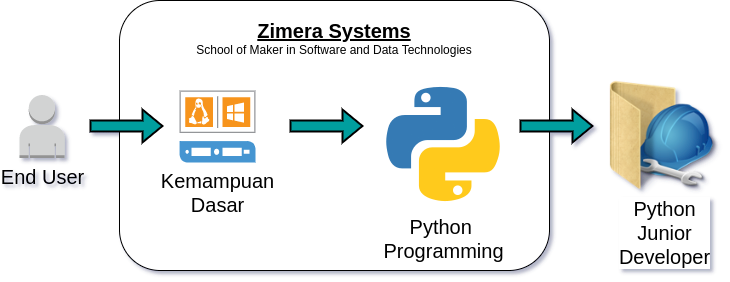 Zimera Systems
School of Maker in Software and Data Technologies
End User
Kemampuan
Dasar
Python
Programming
Python
Junior
Developer